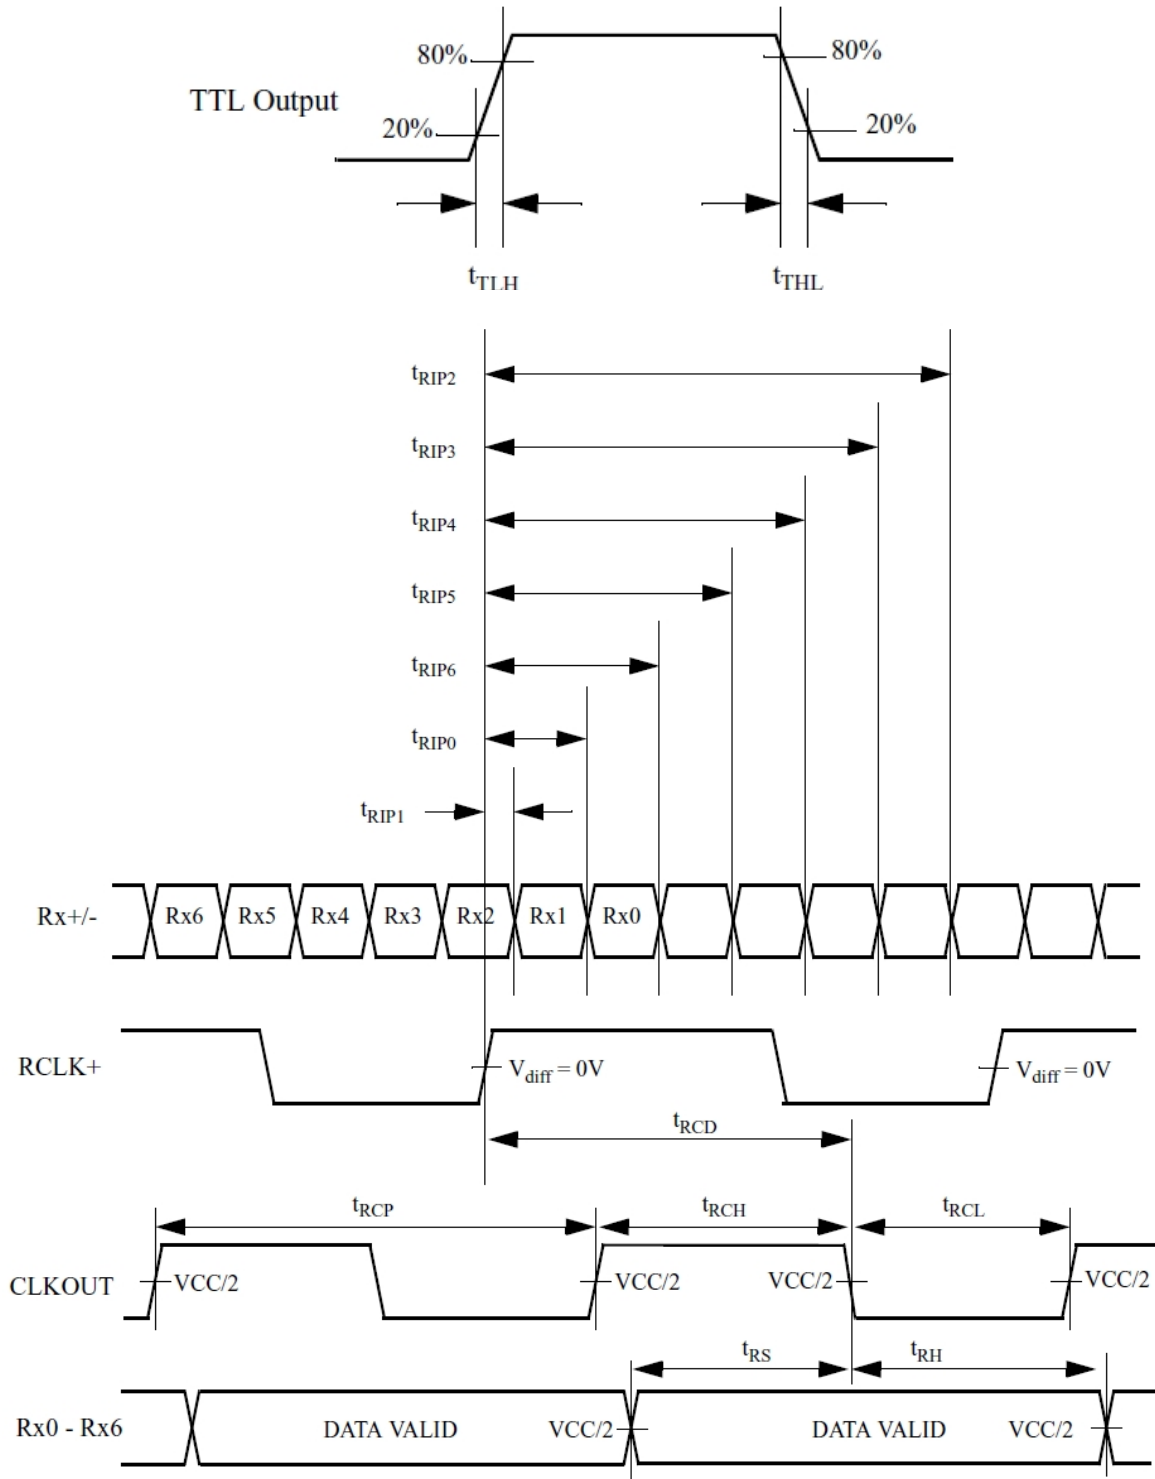 80%
80%
TTL Output
20%
20%
tTLH
tTHL
tRIP2
tRIP3
tRIP4
tRIP5
tRIP6
tRIP0
tRIP1
Rx+/-
Rx6 Rx5 Rx4 Rx3 Rx2 Rx1 Rx0
RCLK+
Vdiff = 0V
Vdiff = 0V
tRCD
tRCP
tRCH
tRCL
CLKOUT
VCC/2
VCC/2
VCC/2
VCC/2
tRS
tRH
Rx0 - Rx6
DATA VALID
VCC/2
DATA VALID
VCC/2